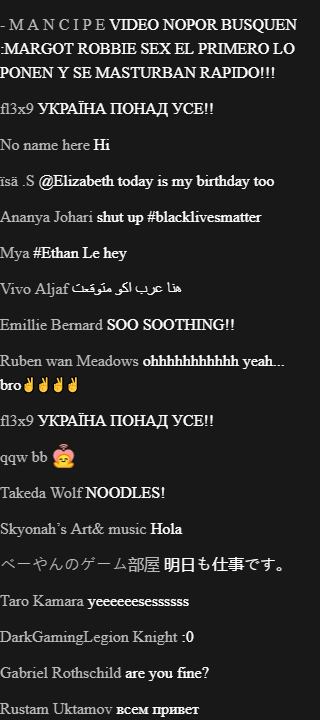 - M A N C I P E VIDEO NOPOR BUSQUEN
:MARGOT ROBBIE SEX EL PRIMERO LO
PONEN Y SE MASTURBAN RAPIDO!!!
fl3x9 УКРАЇНА ПОНАД УСЕ!!
No name here Hi
ïsä .S @Elizabeth today is my birthday too
Ananya Johari shut up #blacklivesmatter
Mya #Ethan Le hey
Vivo Aljaf هنا عرب اكو متوقعت
Emillie Bernard SOO SOOTHING!!
Ruben wan Meadows ohhhhhhhhhhh yeah...
bro✌✌✌✌
fl3x9 УКРАЇНА ПОНАД УСЕ!!
qqw bb
Takeda Wolf NOODLES!
Skyonah's Art& music Hola
べーやんのゲーム部屋 明日も仕事です。
Taro Kamara yeeeeeesessssss
DarkGamingLegion Knight :0
Gabriel Rothschild are you fine?
Rustam Uktamov всем привет